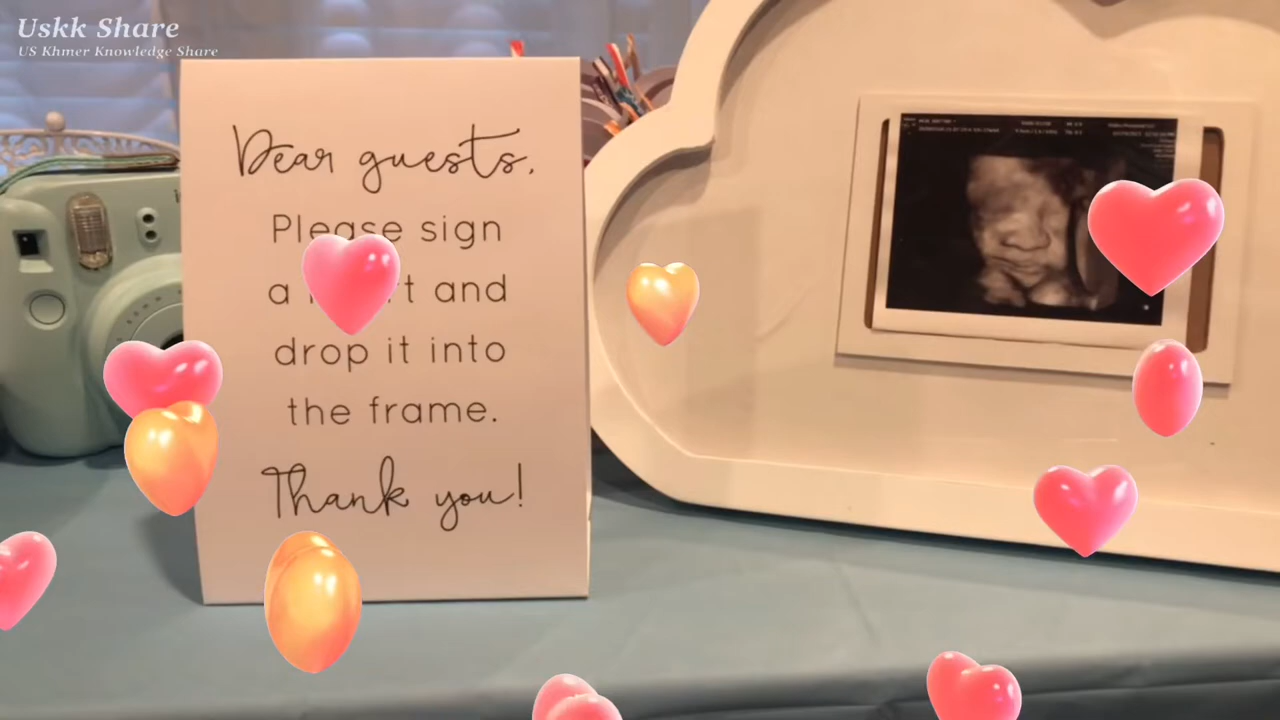 Uskk Share
US Khmer Knowledge Share
Dear guests,
Please sign
a and
drop it into
the frame.
Thank you!